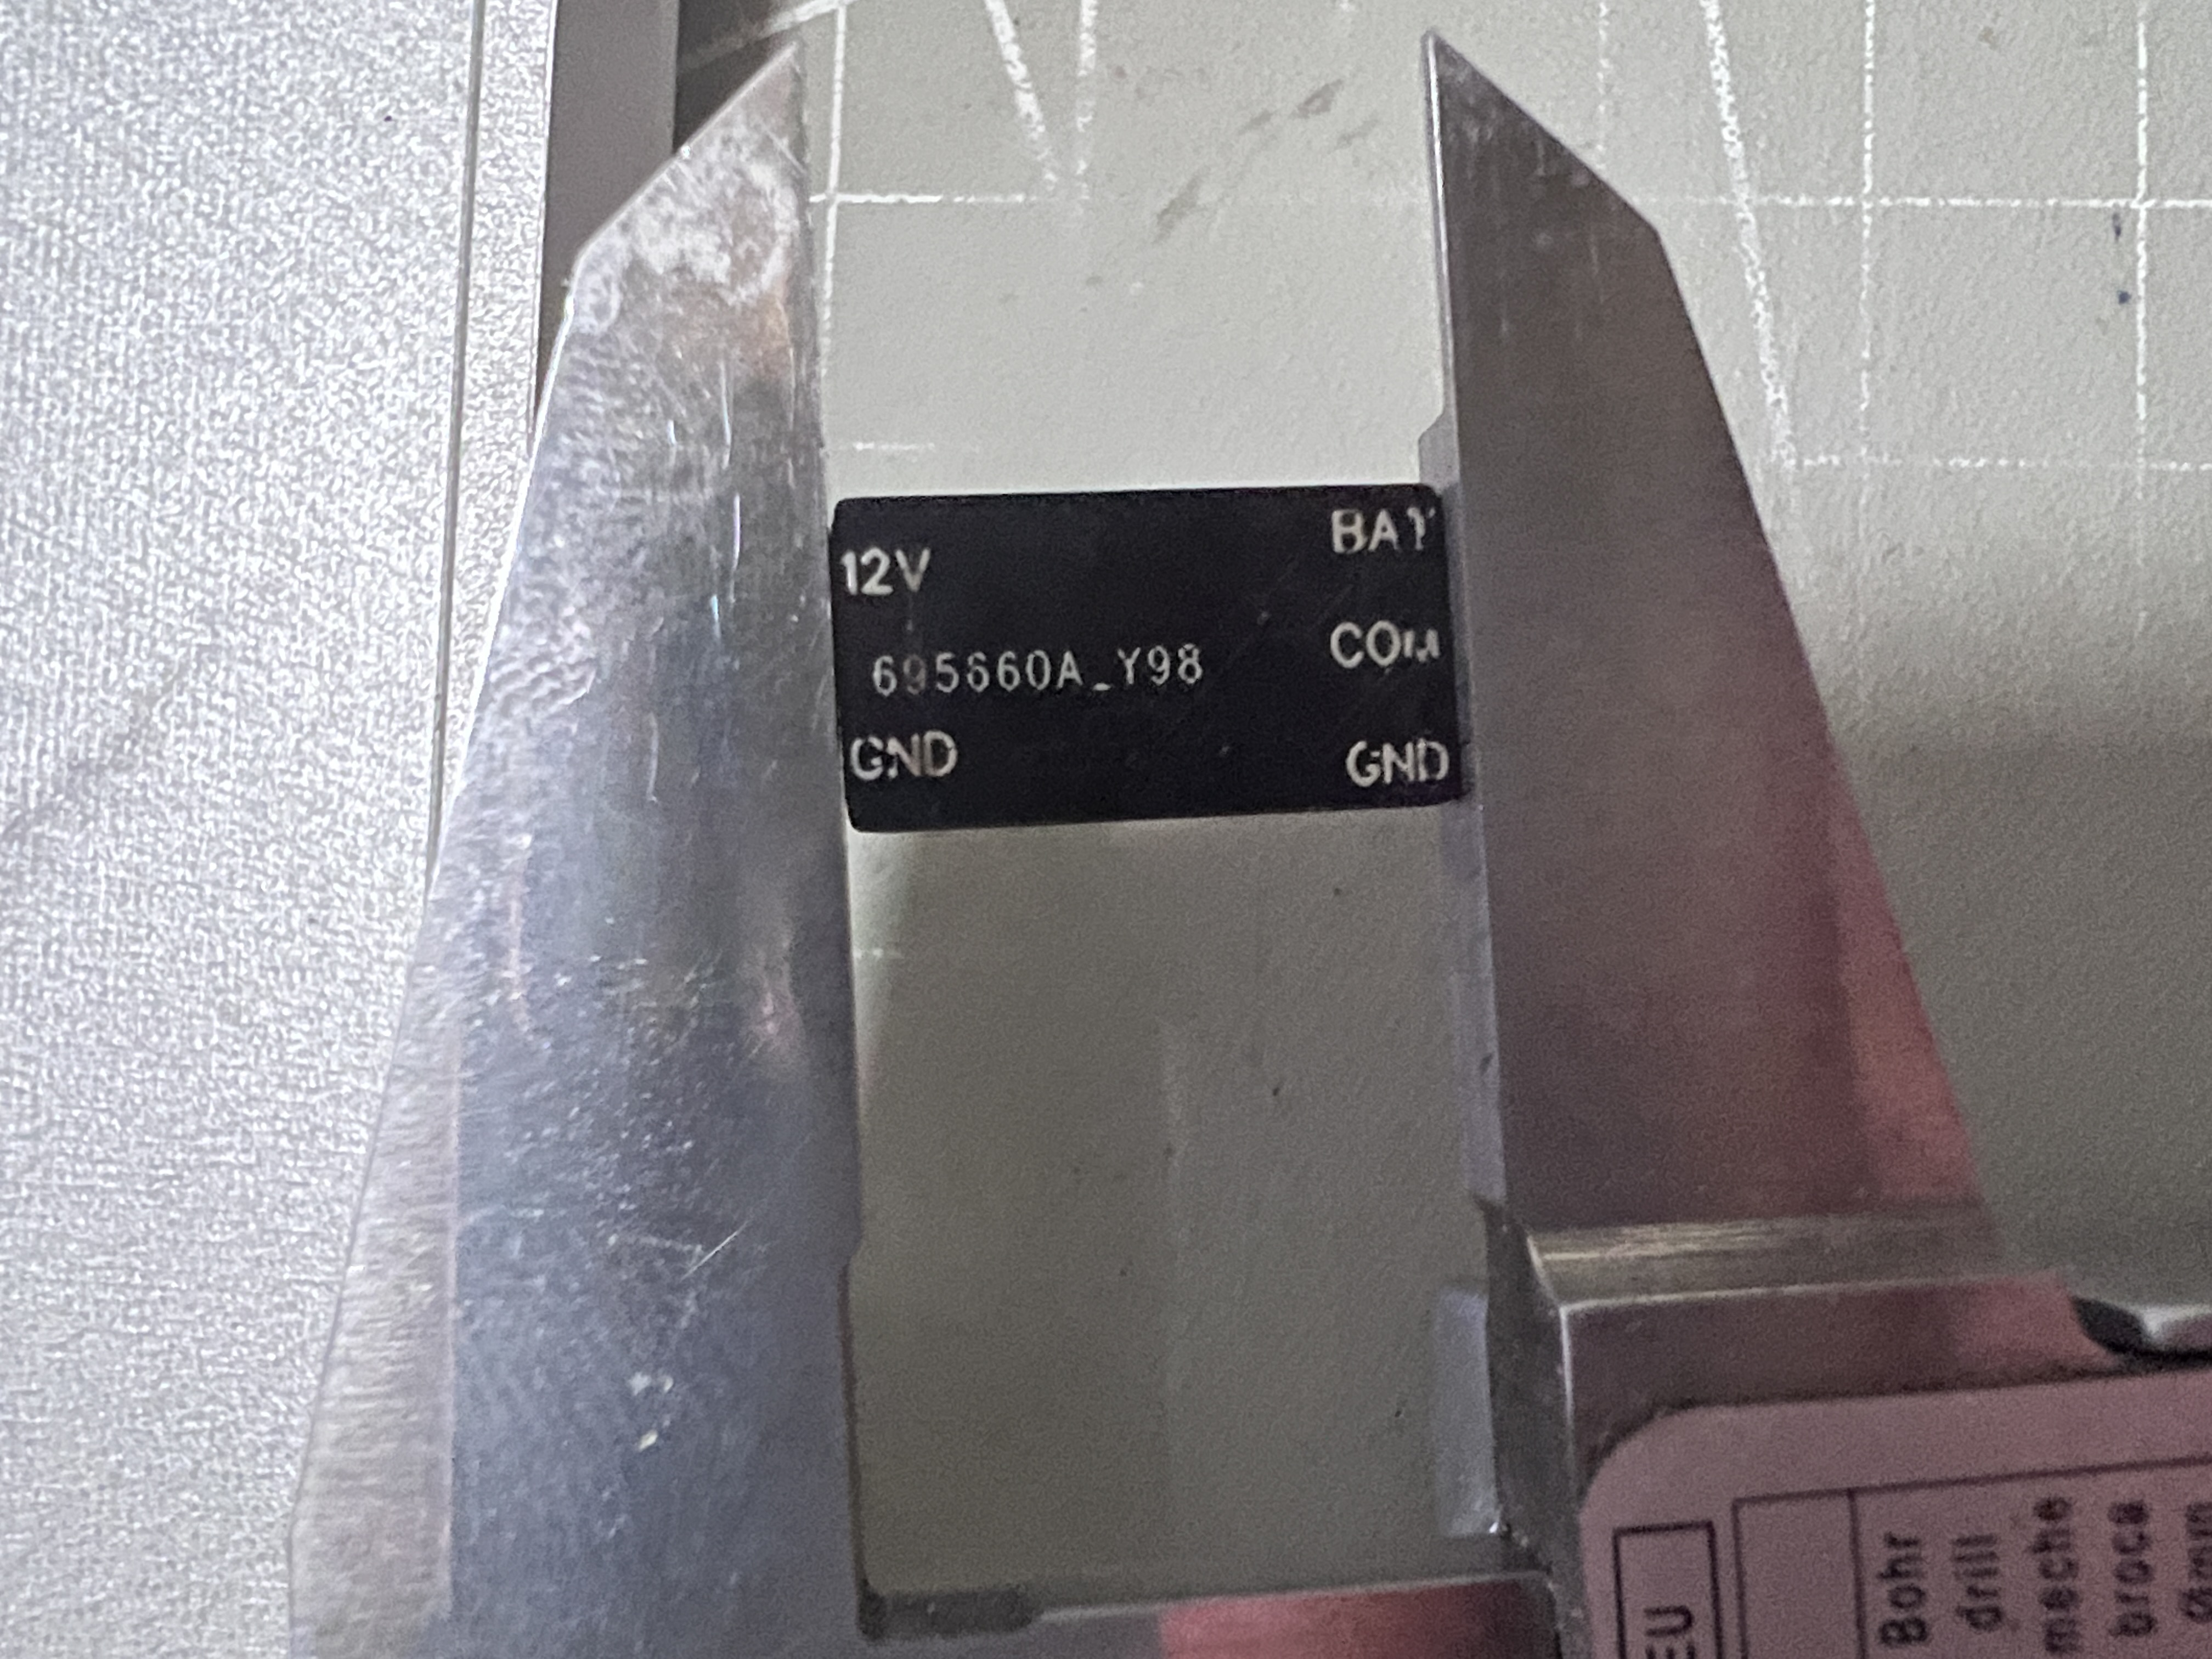 BAT
12V
COM
695660A_Y98
GND
GND
EU
Bohr
drill
meche
broca